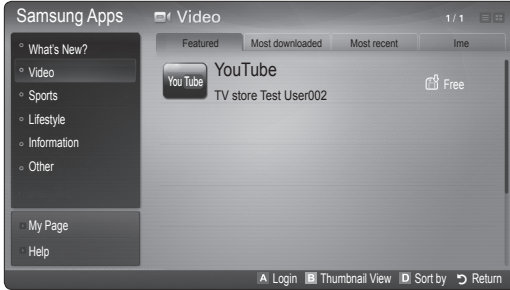 Samsung Apps
Video
1/1
What's New?
Video
Sports
Lifestyle
Information
Other
My Page
Help
Featured
Most downloaded
Most recent
Ime
You Tube
YouTube
TV store Test User002
Free
A Login B Thumbnail View D Sort by Return